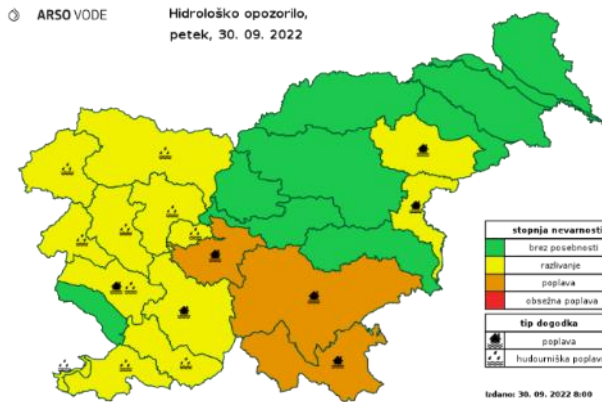 ARSO VODE
Hidrološko opozorilo,
petek, 30. 09. 2022
stopnja nevarnosti
brez posebnosti
razlivanje
poplava
obsežna poplava
tip dogodka
poplava
hudourniška poplava
Izdano: 30. 09. 2022 8:00